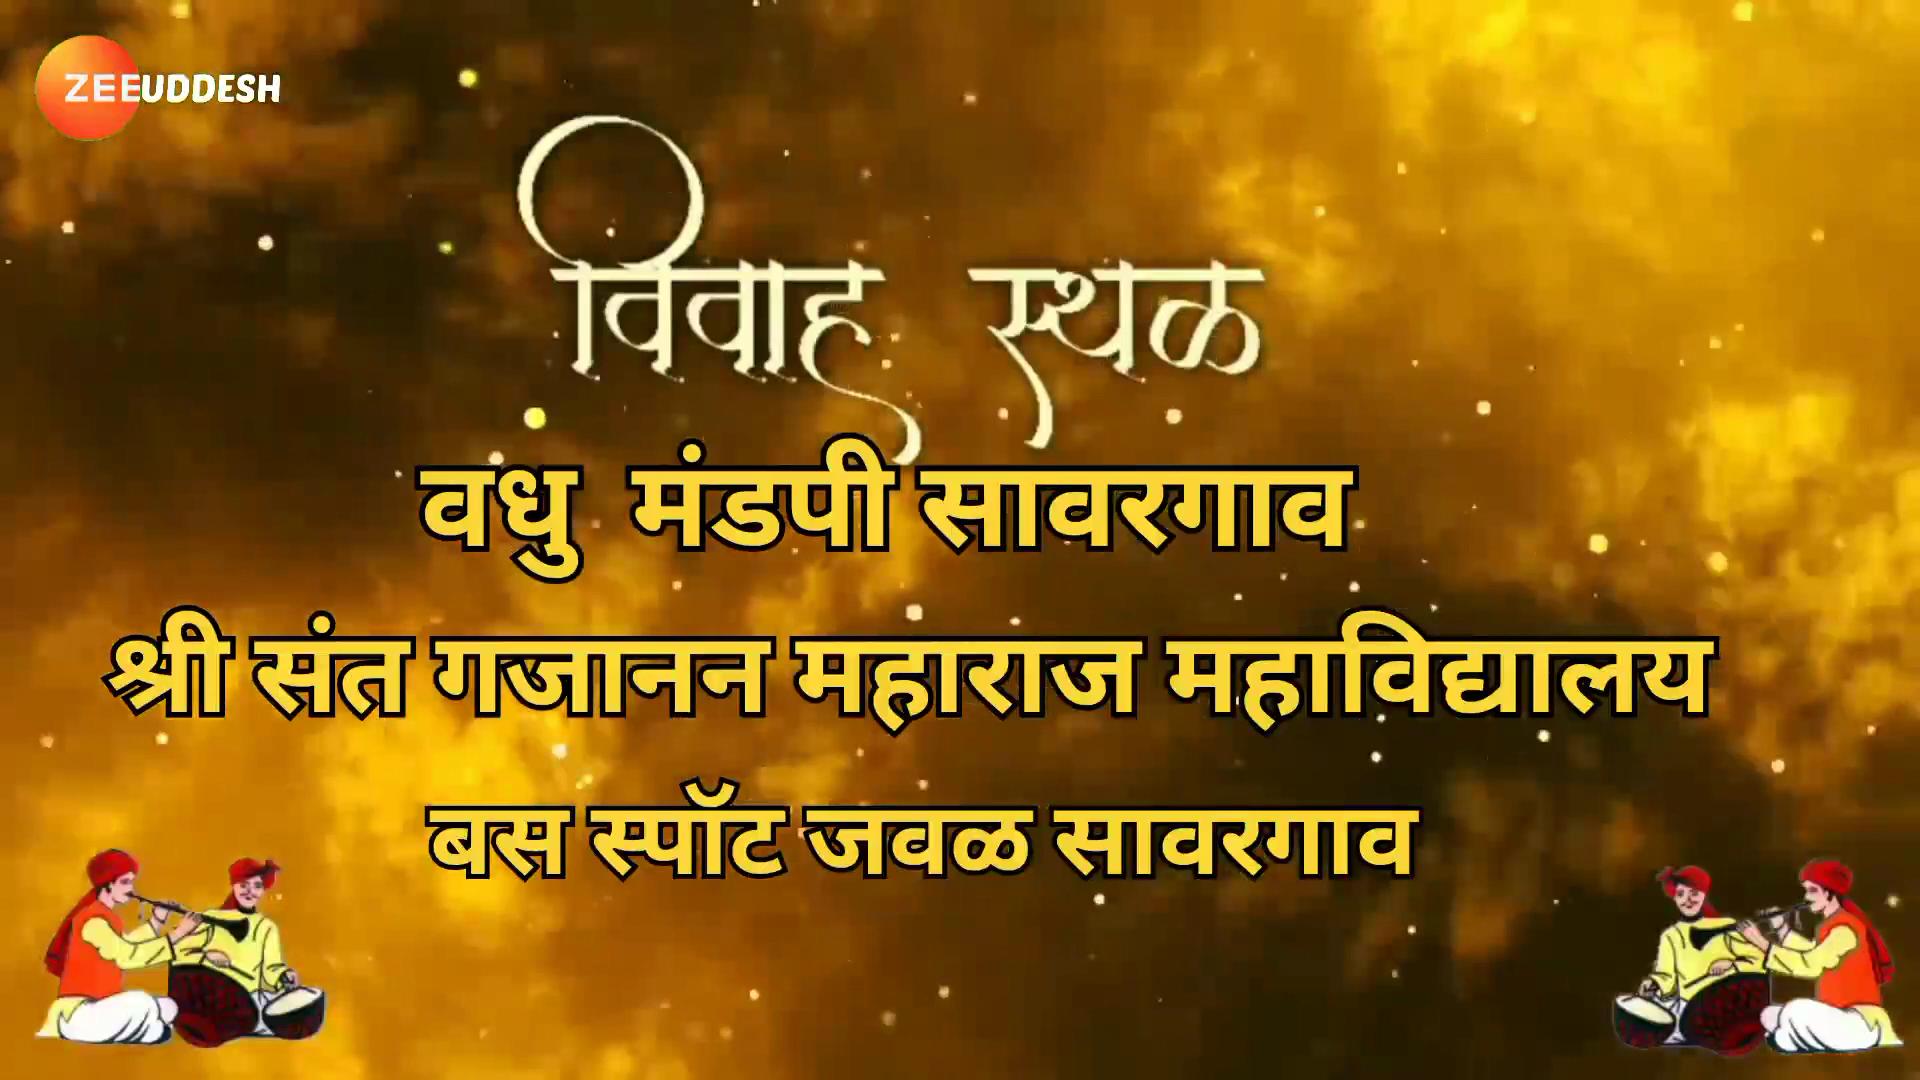 ZEEUDDESH
विवाह स्थळ
वधु मंडपी सावरगाव
श्री संत गजानन महाराज महाविद्यालय
बस स्पॉट जवळ सावरगाव